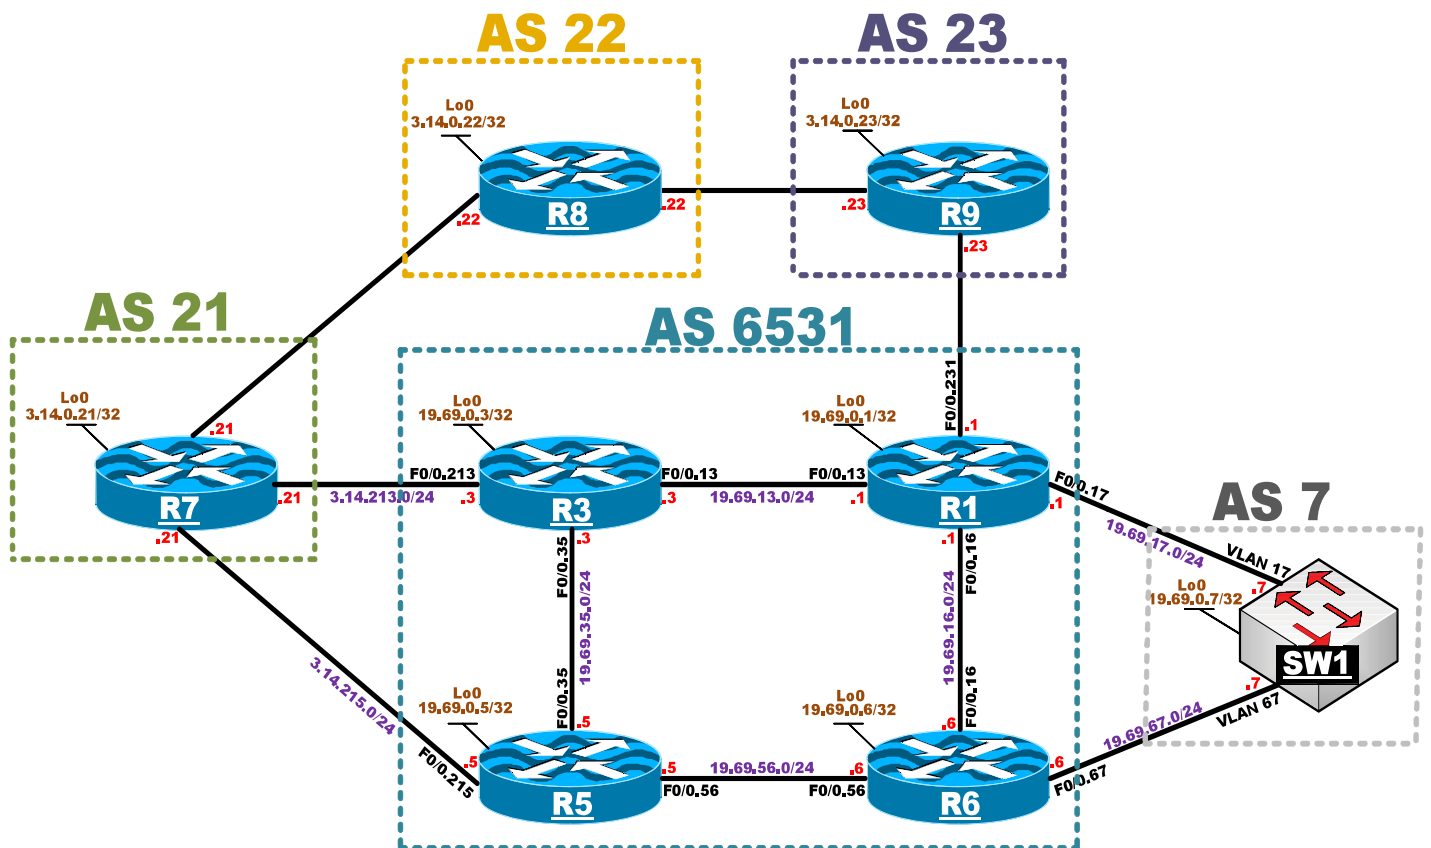 AS 22
AS 23
Lo0
3.14.0.22/32
Lo0
3.14.0.23/32
R8
.22
.22
R9
.23
.23
AS 21
AS 6531
Lo0
3.14.0.21/32
.21
R7
.21
.21
3.14.213.0/24
Lo0
19.69.0.3/32
F0/0.213
.3
R3
F0/0.13
.3
.3
F0/0.35
19.69.13.0/24
Lo0
19.69.0.1/32
F0/0.231
.1
F0/0.13
.1
R1
F0/0.17
.1
.1
F0/0.16
19.69.17.0/24
AS 7
VLAN 17
.7
Lo0
19.69.0.7/32
SW1
.7
VLAN 67
19.69.67.0/24
19.69.35.0/24
19.69.16.0/24
3.14.215.0/24
F0/0.215
.5
Lo0
19.69.0.5/32
F0/0.35
.5
R5
.5
F0/0.56
19.69.56.0/24
Lo0
19.69.0.6/32
F0/0.16
.6
.6
F0/0.56
R6
.6
F0/0.67